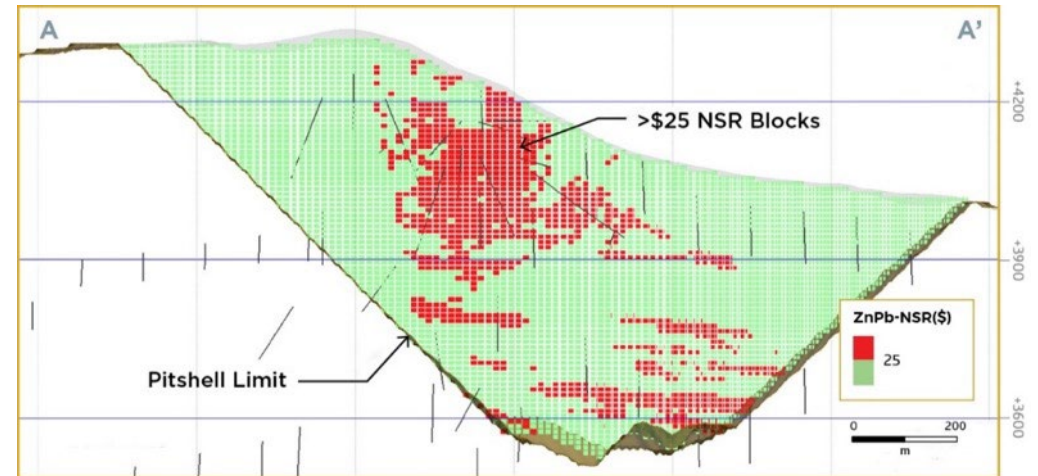 A
A'
+4200
>$25 NSR Blocks
+3900
ZnPb-NSR($)
25
Pitshell Limit
+3600
0 200
m